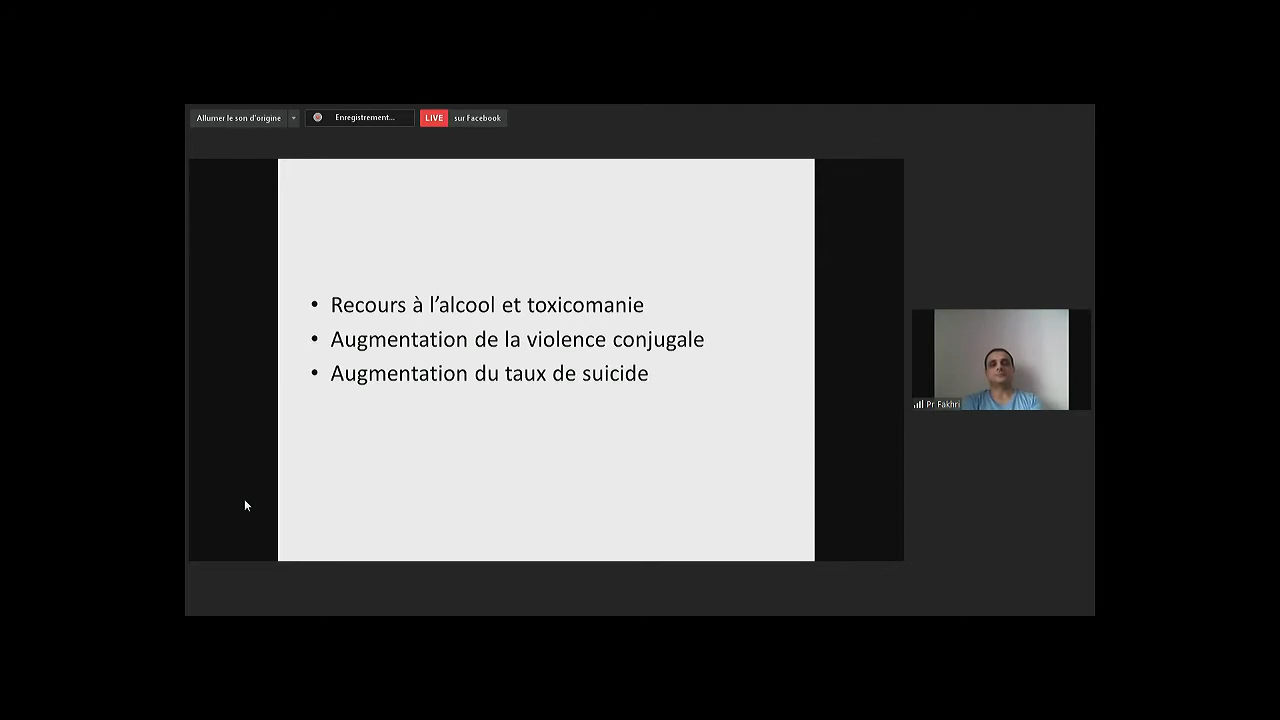 Allumer le son d'origine
Enregistrement...
LIVE sur Facebook
• Recours à l’alcool et toxicomanie
• Augmentation de la violence conjugale
• Augmentation du taux de suicide
Pr Fakhri